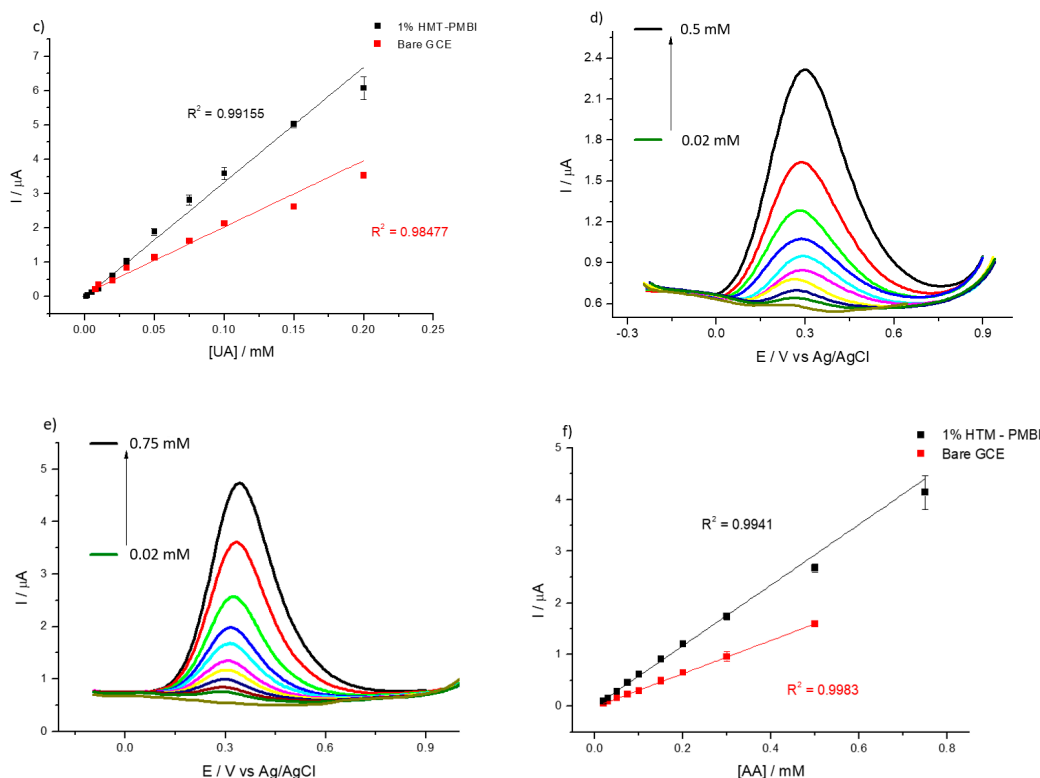 c)
1% HMT-PMBI
Bare GCE
7
6
5
4
3
2
1
0
R² = 0.99155
R² = 0.98477
I / μA
0.00 0.05 0.10 0.15 0.20 0.25
[UA] / mM
d)
0.5 mM
0.02 mM
2.6
2.2
1.8
1.4
1.0
0.6
I / μA
-0.3 0.0 0.3 0.6 0.9
E / V vs Ag/AgCl
e)
0.75 mM
0.02 mM
5
4
3
2
1
0
I / μA
0.0 0.3 0.6 0.9
E / V vs Ag/AgCl
f)
1% HTM - PMBI
Bare GCE
5
4
3
2
1
0
R² = 0.9941
R² = 0.9983
I / μA
0.0 0.2 0.4 0.6 0.8
[AA] / mM